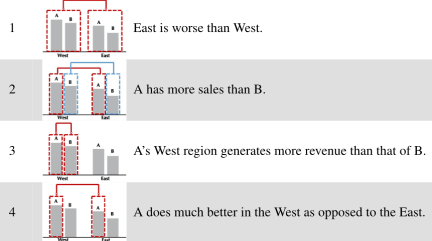 1
A
B
A
B
West
East
East is worse than West.
2
A
B
A
B
West
East
A has more sales than B.
3
A
B
A
B
West
East
A's West region generates more revenue than that of B.
4
A
B
A
B
West
East
A does much better in the West as opposed to the East.